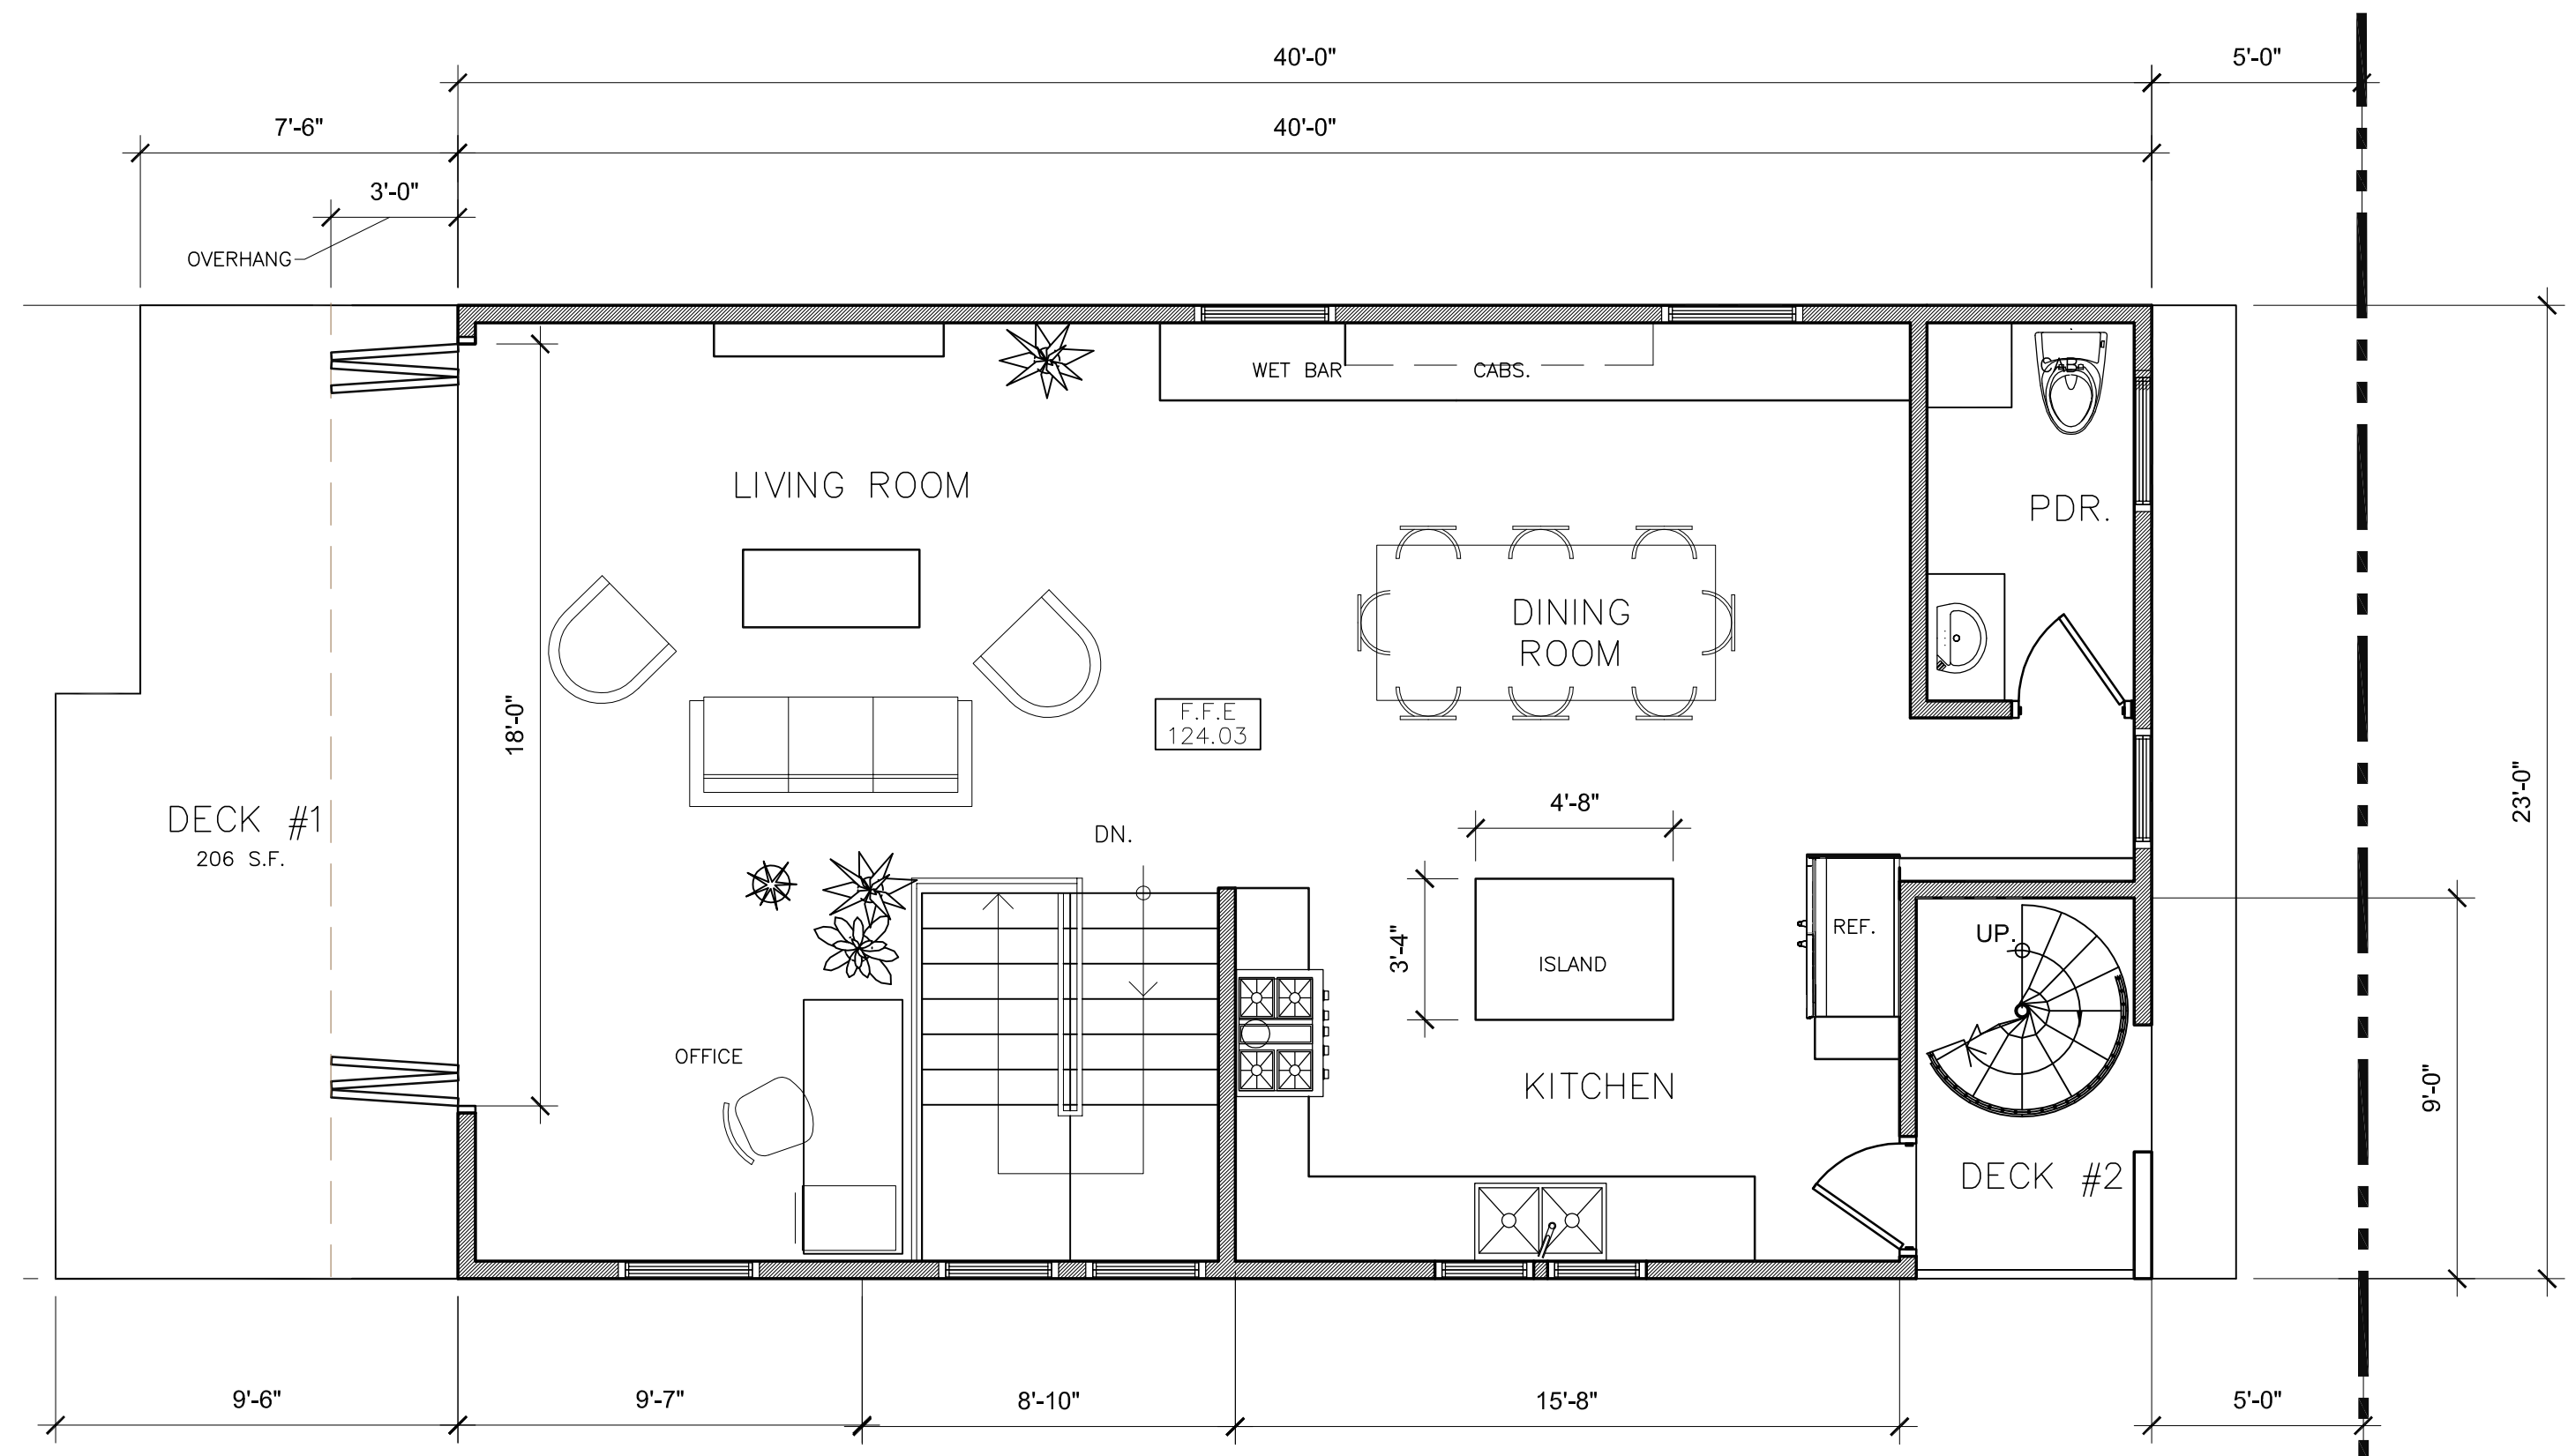 40'-0"
5'-0"
7'-6"
40'-0"
3'-0"
OVERHANG
WET BAR
CABS.
CAB.
LIVING ROOM
PDR.
DINING
ROOM
18'-0"
F.F.E
124.03
23'-0"
DECK #1
206 S.F.
DN.
4'-8"
3'-4"
ISLAND
REF.
UP.
OFFICE
KITCHEN
9'-0"
DECK #2
9'-6"
9'-7"
8'-10"
15'-8"
5'-0"